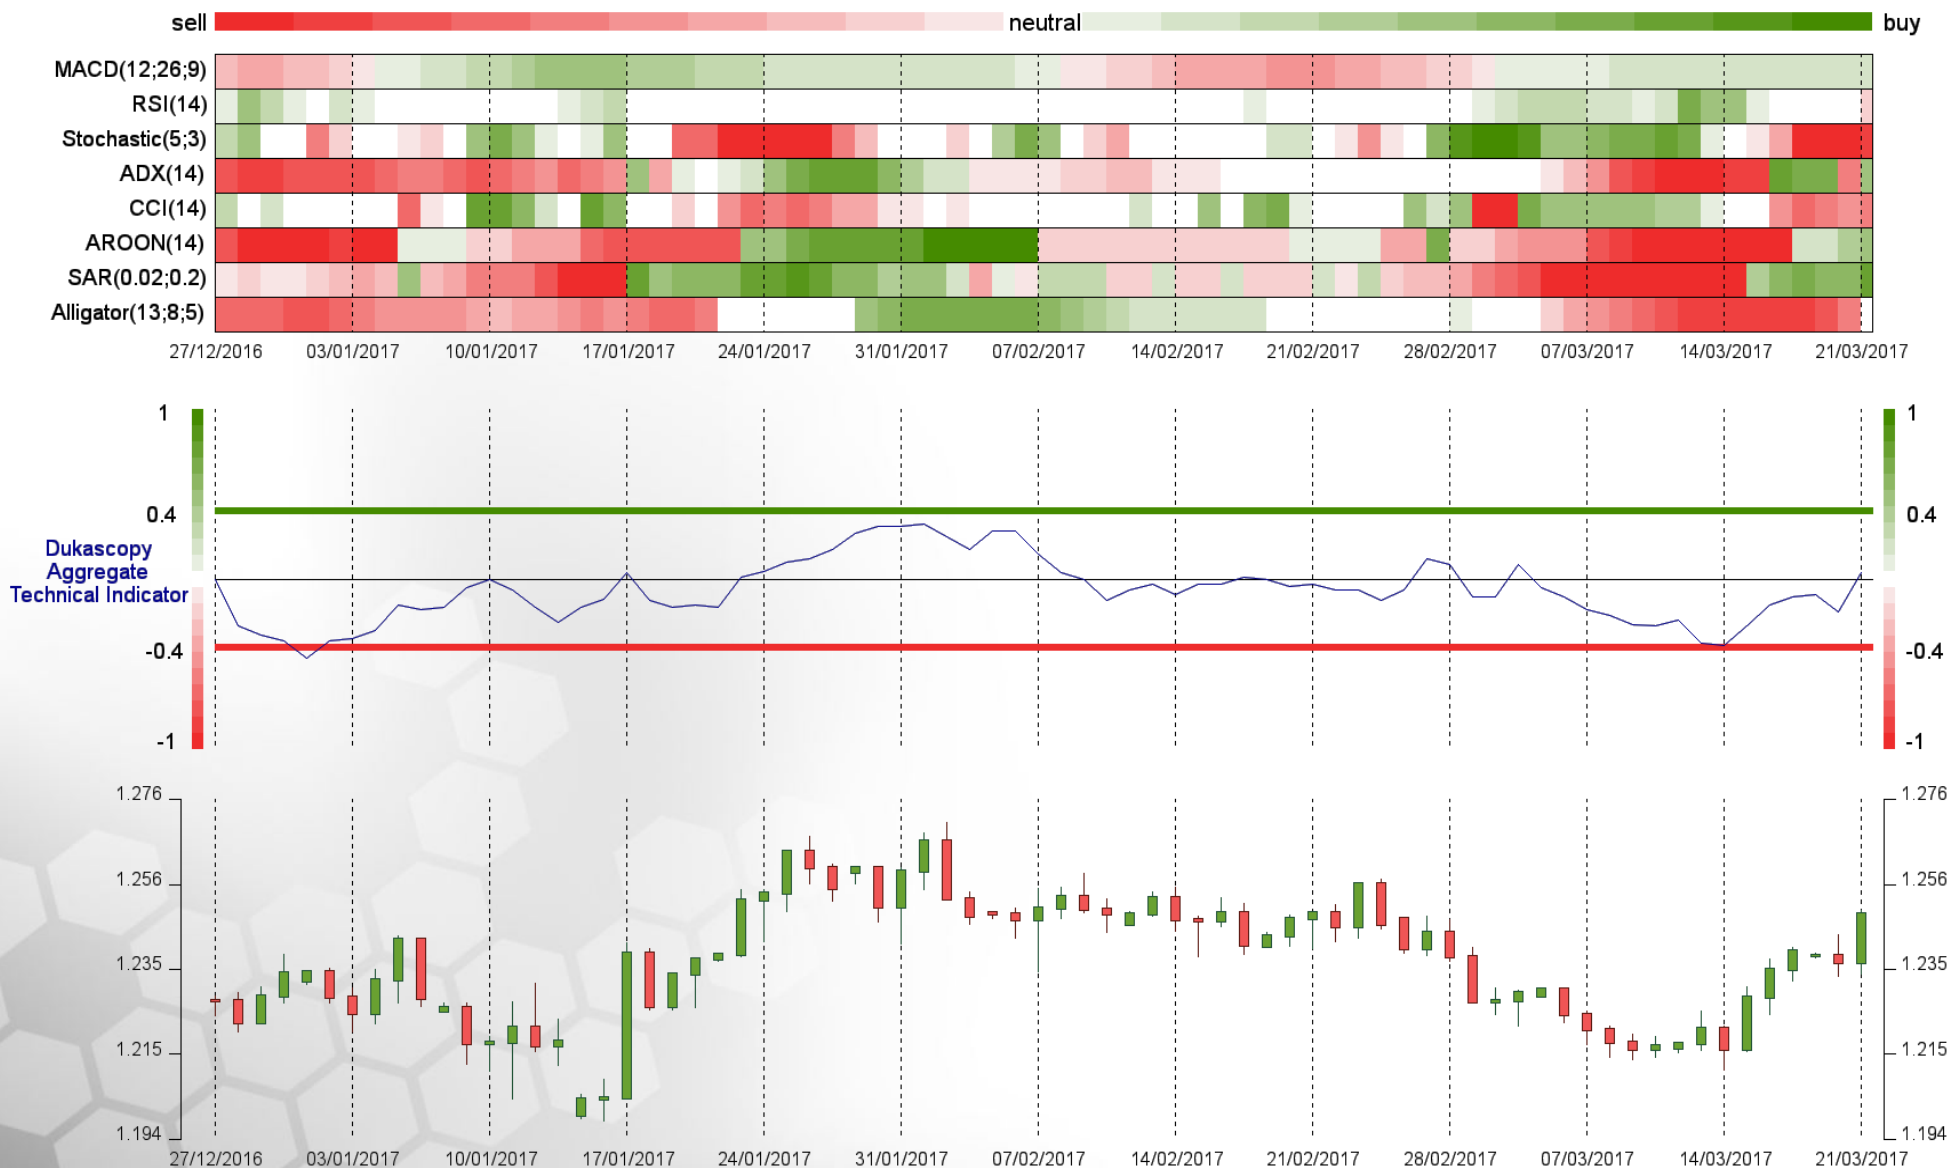 sell neutral buy
MACD(12;26;9)
RSI(14)
Stochastic(5;3)
ADX(14)
CCI(14)
AROON(14)
SAR(0.02;0.2)
Alligator(13;8;5)
27/12/2016 03/01/2017 10/01/2017 17/01/2017 24/01/2017 31/01/2017 07/02/2017 14/02/2017 21/02/2017 28/02/2017 07/03/2017 14/03/2017 21/03/2017
1 1
0.4 0.4
Dukascopy
Aggregate
Technical Indicator
-0.4 -0.4
-1 -1
1.276 1.276
1.256 1.256
1.235 1.235
1.215 1.215
1.194 1.194
27/12/2016 03/01/2017 10/01/2017 17/01/2017 24/01/2017 31/01/2017 07/02/2017 14/02/2017 21/02/2017 28/02/2017 07/03/2017 14/03/2017 21/03/2017